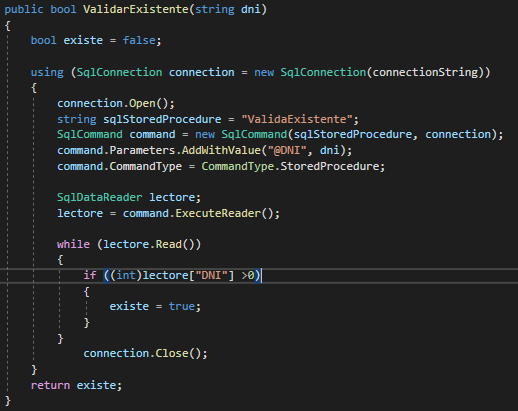 public bool ValidarExistente(string dni)
{
bool existe = false;
using (SqlConnection connection = new SqlConnection(connectionString))
{
connection.Open();
string sqlStoredProcedure = "ValidaExistente";
SqlCommand command = new SqlCommand(sqlStoredProcedure, connection);
command.Parameters.AddWithValue("@DNI", dni);
command.CommandType = CommandType.StoredProcedure;
SqlDataReader lectore;
lectore = command.ExecuteReader();
while (lectore.Read())
{
if ((int)lectore["DNI"] >0)
{
existe = true;
}
}
connection.Close();
}
return existe;
}